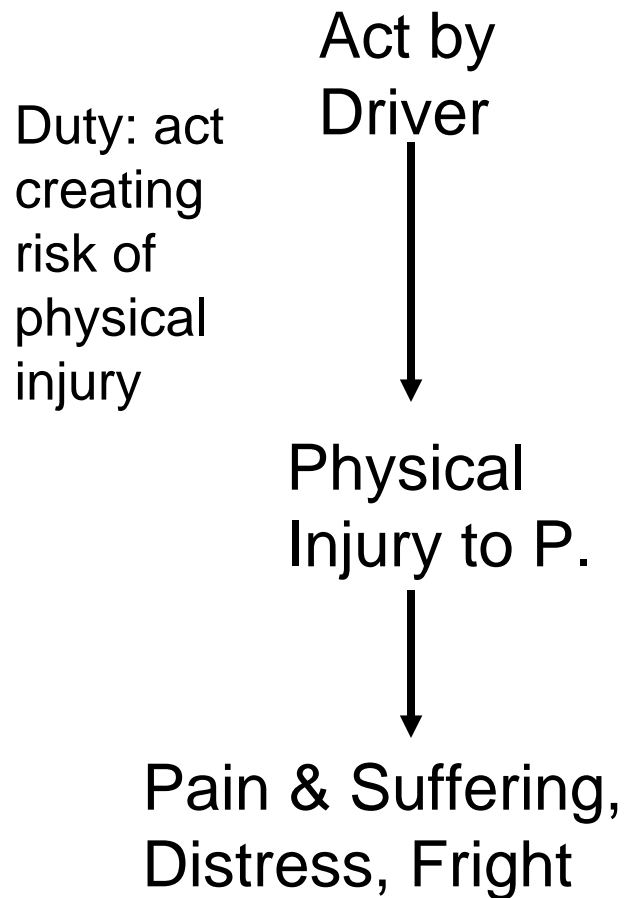 Act by
Driver
Duty: act
creating
risk of
physical
injury
Physical
Injury to P.
Pain & Suffering,
Distress, Fright